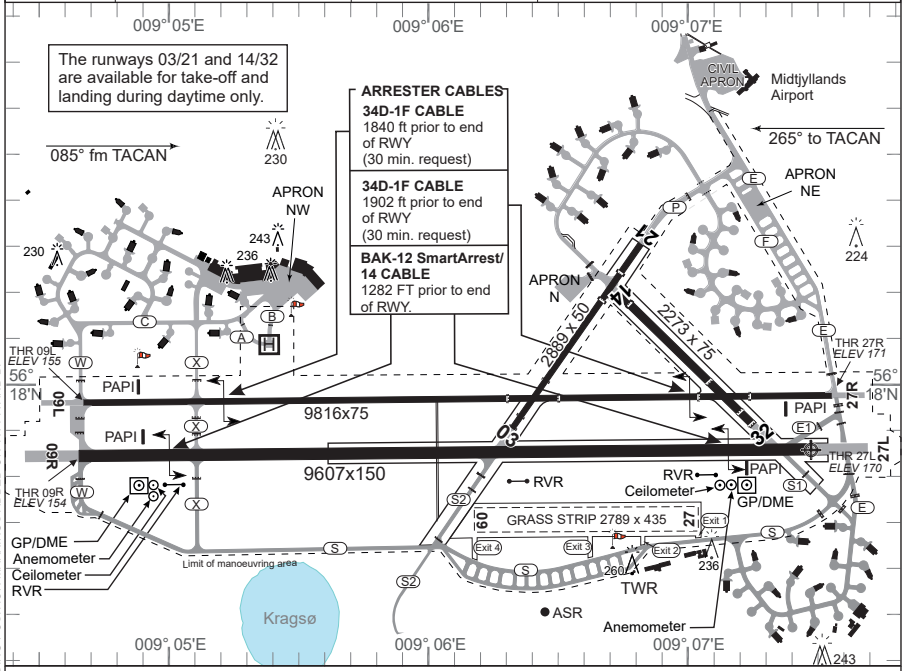 009° 05'E
009° 06'E
009° 07'E
The runways 03/21 and 14/32
are available for take-off and
landing during daytime only.
085° fm TACAN
230
ARRESTER CABLES
34D-1F CABLE
1840 ft prior to end
of RWY
(30 min. request)
34D-1F CABLE
1902 ft prior to end
of RWY
(30 min. request)
BAK-12 SmartArrest/
14 CABLE
1282 FT prior to end
of RWY.
CIVIL
APRON
Midtjyllands
Airport
265° to TACAN
E
APRON
NE
P
F
224
APRON
NW
230
243
236
21
APRON
N
14
2889 x 50
2273 x 75
C
A
B
H
E
THR 09L
ELEV 155
W
X
THR 27R
ELEV 171
56°
18'N
56°
18'N
PAPI
09L
9816x75
PAPI
27R
X
PAPI
09R
03
32
E1
27L
9607x150
THR 27L
ELEV 170
PAPI
THR 09R
ELEV 154
W
X
S2
RVR
RVR
Ceilometer
GP/DME
S1
E
09
GRASS STRIP 2789 x 435
27
Exit 1
GP/DME
Anemometer
Ceilometer
RVR
S
Limit of manoeuvring area
Exit 4
Exit 3
Exit 2
S
S
S2
260
TWR
236
Kragsø
ASR
Anemometer
243
009° 05'E
009° 06'E
009° 07'E